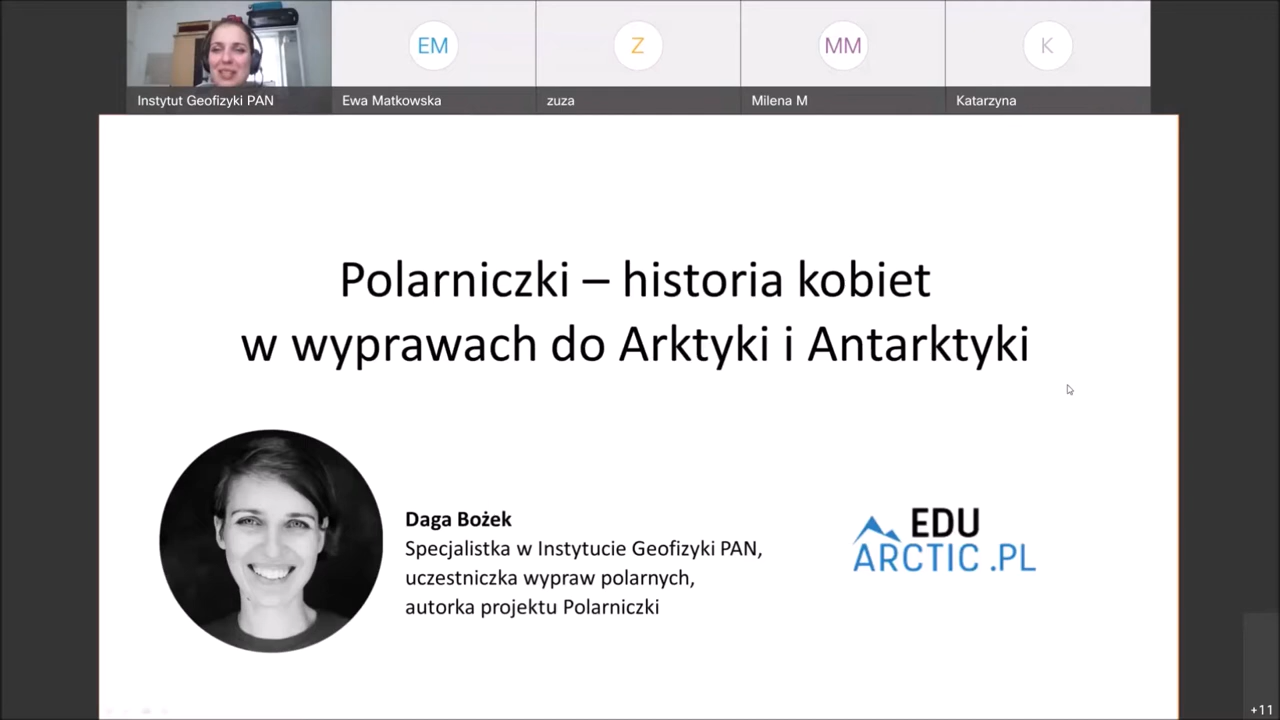 EM
Z
MM
K
Instytut Geofizyki PAN
Ewa Matkowska
zuza
Milena M
Katarzyna
Polarniczki – historia kobiet
w wyprawach do Arktyki i Antarktyki
Daga Bożek
Specjalistka w Instytucie Geofizyki PAN,
uczestniczka wypraw polarnych,
autorka projektu Polarniczki
EDU
ARCTIC .PL
+11